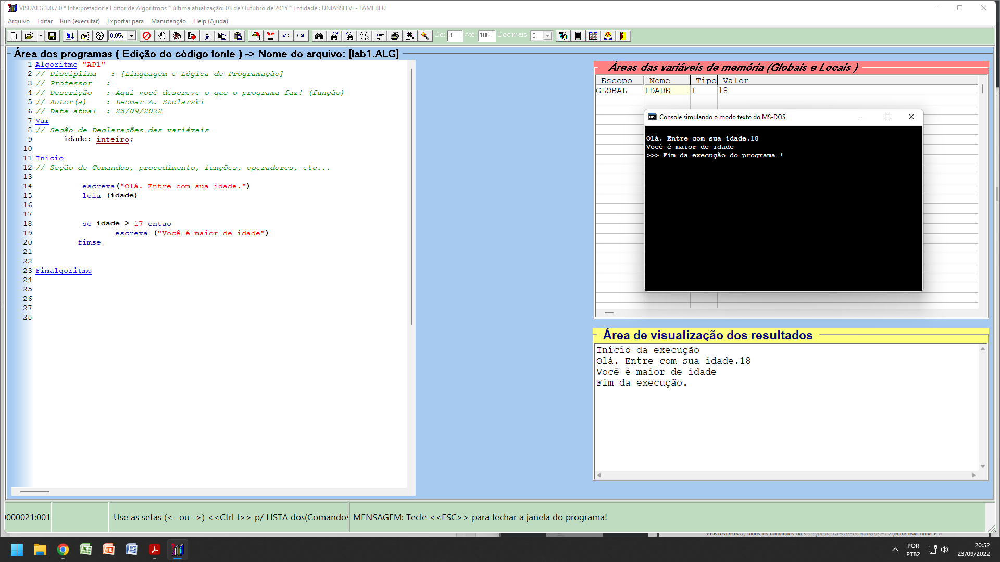 VISUALG 3.0.7.0 * Interpretador e Editor de Algoritmos * última atualização: 03 de Outubro de 2015 * Entidade : UNIASSELVI - FAMEBLU
Arquivo Editar Run (executar) Exportar para Manutenção Help (Ajuda)
0,05s De: 0 Até: 100 Decimais: 0
Área dos programas ( Edição do código fonte ) -> Nome do arquivo: [lab1.ALG]
1 Algoritmo "AP1"
2 // Disciplina : [Linguagem e Lógica de Programação]
3 // Professor :
4 // Descrição : Aqui você descreve o que o programa faz! (função)
5 // Autor(a) : Leomar A. Stolarski
6 // Data atual : 23/09/2022
7 Var
8 // Seção de Declarações das variáveis
9 idade: inteiro;
10
11 Inicio
12 // Seção de Comandos, procedimento, funções, operadores, etc...
13
14 escreva("Olá. Entre com sua idade.")
15 leia (idade)
16
17
18 se idade > 17 entao
19 escreva ("Você é maior de idade")
20 fimse
21
22
23 Fimalgoritmo
24
25
26
27
28
Áreas das variáveis de memória (Globais e Locais )
Escopo Nome Tipo Valor
GLOBAL IDADE I 18
Console simulando o modo texto do MS-DOS
Olá. Entre com sua idade.18
Você é maior de idade
>>> Fim da execução do programa !
Área de visualização dos resultados
Início da execução
Olá. Entre com sua idade.18
Você é maior de idade
Fim da execução.
Use as setas (<- ou ->) <<Ctrl J>> p/ LISTA dos(Comandos
MENSAGEM: Tecle <<ESC>> para fechar a janela do programa!
VERDADEIRO, todos os comandos da <sequencia-de-comandos-1> (entre esta linha e a
POR
PTB2
20:52
23/09/2022